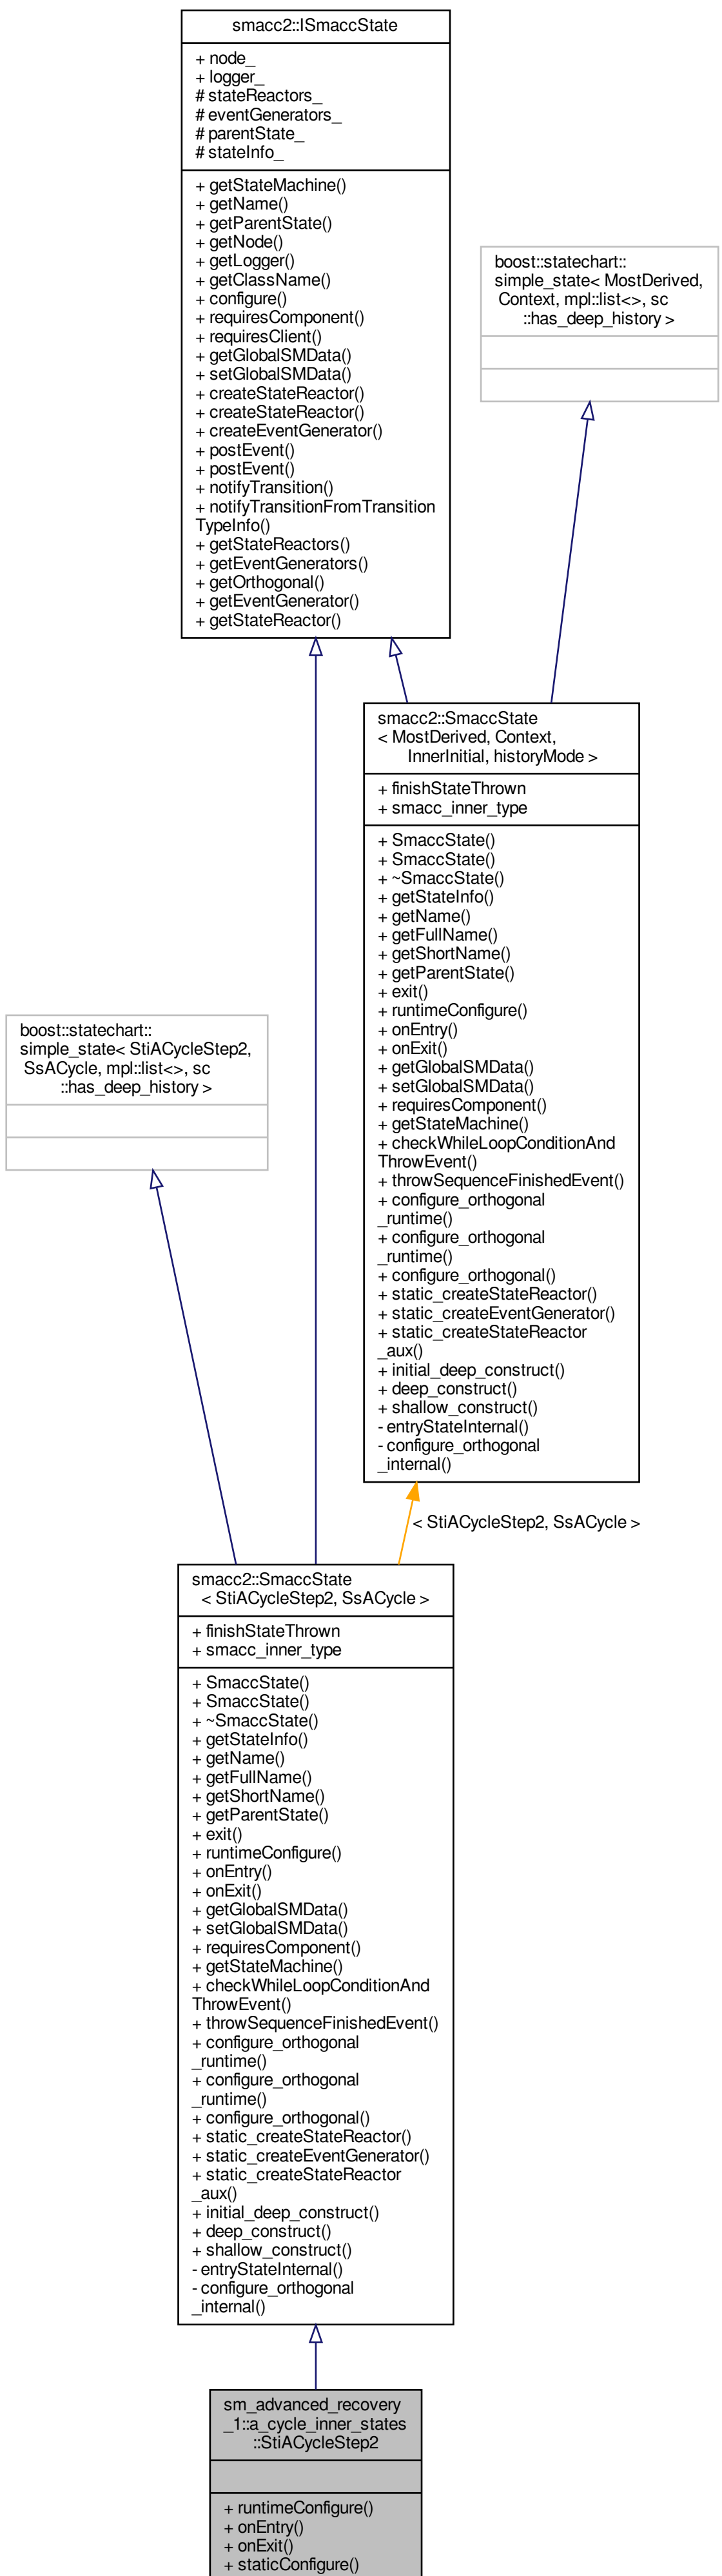 smacc2::ISmaccState
+ node_
+ logger_
# stateReactors_
# eventGenerators_
# parentState_
# stateInfo_
+ getStateMachine()
+ getName()
+ getParentState()
+ getNode()
+ getLogger()
+ getClassName()
+ configure()
+ requiresComponent()
+ requiresClient()
+ getGlobalSMData()
+ setGlobalSMData()
+ createStateReactor()
+ createStateReactor()
+ createEventGenerator()
+ postEvent()
+ postEvent()
+ notifyTransition()
+ notifyTransitionFromTransition
TypeInfo()
+ getStateReactors()
+ getEventGenerators()
+ getOrthogonal()
+ getEventGenerator()
+ getStateReactor()
boost::statechart::
simple_state< MostDerived,
Context, mpl::list<>, sc
::has_deep_history >
smacc2::SmaccState
< MostDerived, Context,
InnerInitial, historyMode >
+ finishStateThrown
+ smacc_inner_type
+ SmaccState()
+ SmaccState()
+ ~SmaccState()
+ getStateInfo()
+ getName()
+ getFullName()
+ getShortName()
+ getParentState()
+ exit()
+ runtimeConfigure()
+ onEntry()
+ onExit()
+ getGlobalSMData()
+ setGlobalSMData()
+ requiresComponent()
+ getStateMachine()
+ checkWhileLoopConditionAnd
ThrowEvent()
+ throwSequenceFinishedEvent()
+ configure_orthogonal
_runtime()
+ configure_orthogonal
_runtime()
+ configure_orthogonal()
+ static_createStateReactor()
+ static_createEventGenerator()
+ static_createStateReactor
_aux()
+ initial_deep_construct()
+ deep_construct()
+ shallow_construct()
- entryStateInternal()
- configure_orthogonal
_internal()
boost::statechart::
simple_state< StiACycleStep2,
SsACycle, mpl::list<>, sc
::has_deep_history >
< StiACycleStep2, SsACycle >
smacc2::SmaccState
< StiACycleStep2, SsACycle >
+ finishStateThrown
+ smacc_inner_type
+ SmaccState()
+ SmaccState()
+ ~SmaccState()
+ getStateInfo()
+ getName()
+ getFullName()
+ getShortName()
+ getParentState()
+ exit()
+ runtimeConfigure()
+ onEntry()
+ onExit()
+ getGlobalSMData()
+ setGlobalSMData()
+ requiresComponent()
+ getStateMachine()
+ checkWhileLoopConditionAnd
ThrowEvent()
+ throwSequenceFinishedEvent()
+ configure_orthogonal
_runtime()
+ configure_orthogonal
_runtime()
+ configure_orthogonal()
+ static_createStateReactor()
+ static_createEventGenerator()
+ static_createStateReactor
_aux()
+ initial_deep_construct()
+ deep_construct()
+ shallow_construct()
- entryStateInternal()
- configure_orthogonal
_internal()
sm_advanced_recovery
_1::a_cycle_inner_states
::StiACycleStep2
+ runtimeConfigure()
+ onEntry()
+ onExit()
+ staticConfigure()